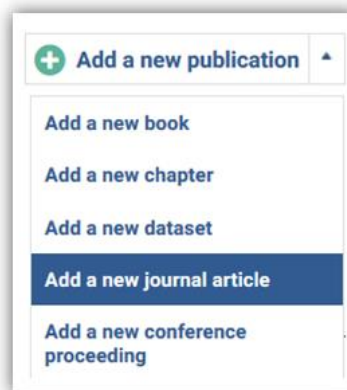 Add a new publication
Add a new book
Add a new chapter
Add a new dataset
Add a new journal article
Add a new conference
proceeding